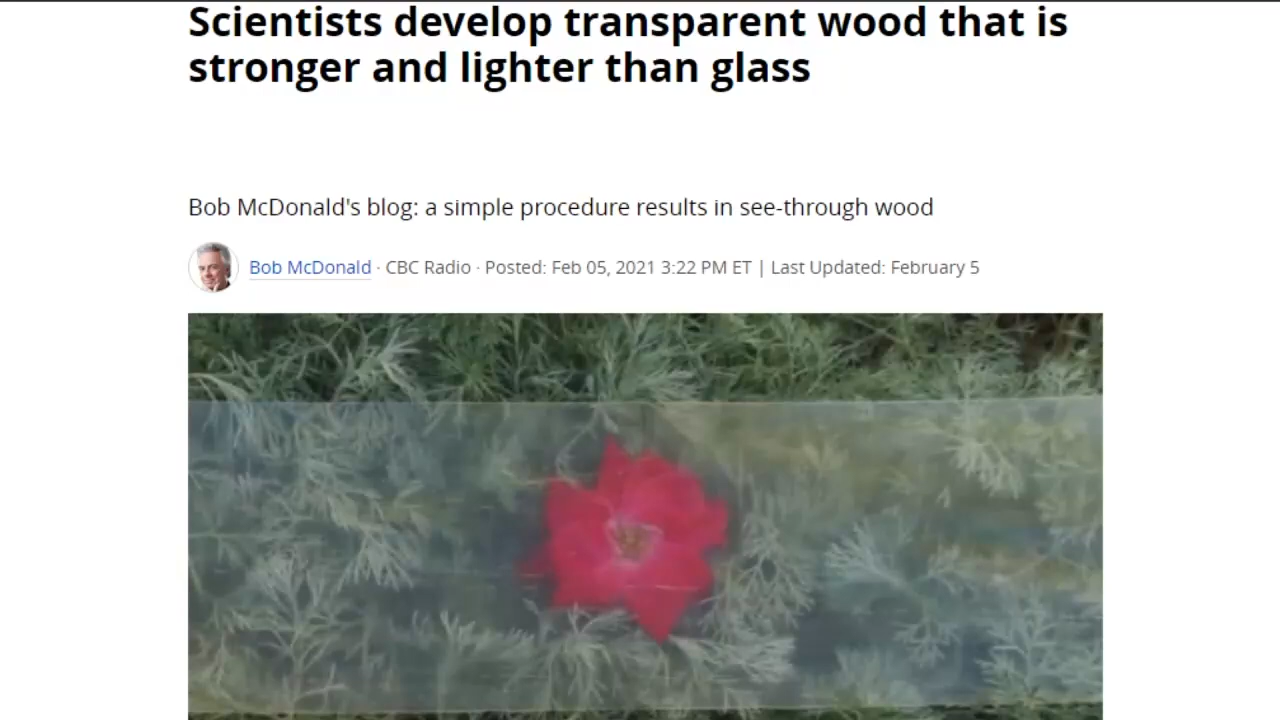 Scientists develop transparent wood that is
stronger and lighter than glass
Bob McDonald's blog: a simple procedure results in see-through wood
Bob McDonald · CBC Radio · Posted: Feb 05, 2021 3:22 PM ET | Last Updated: February 5